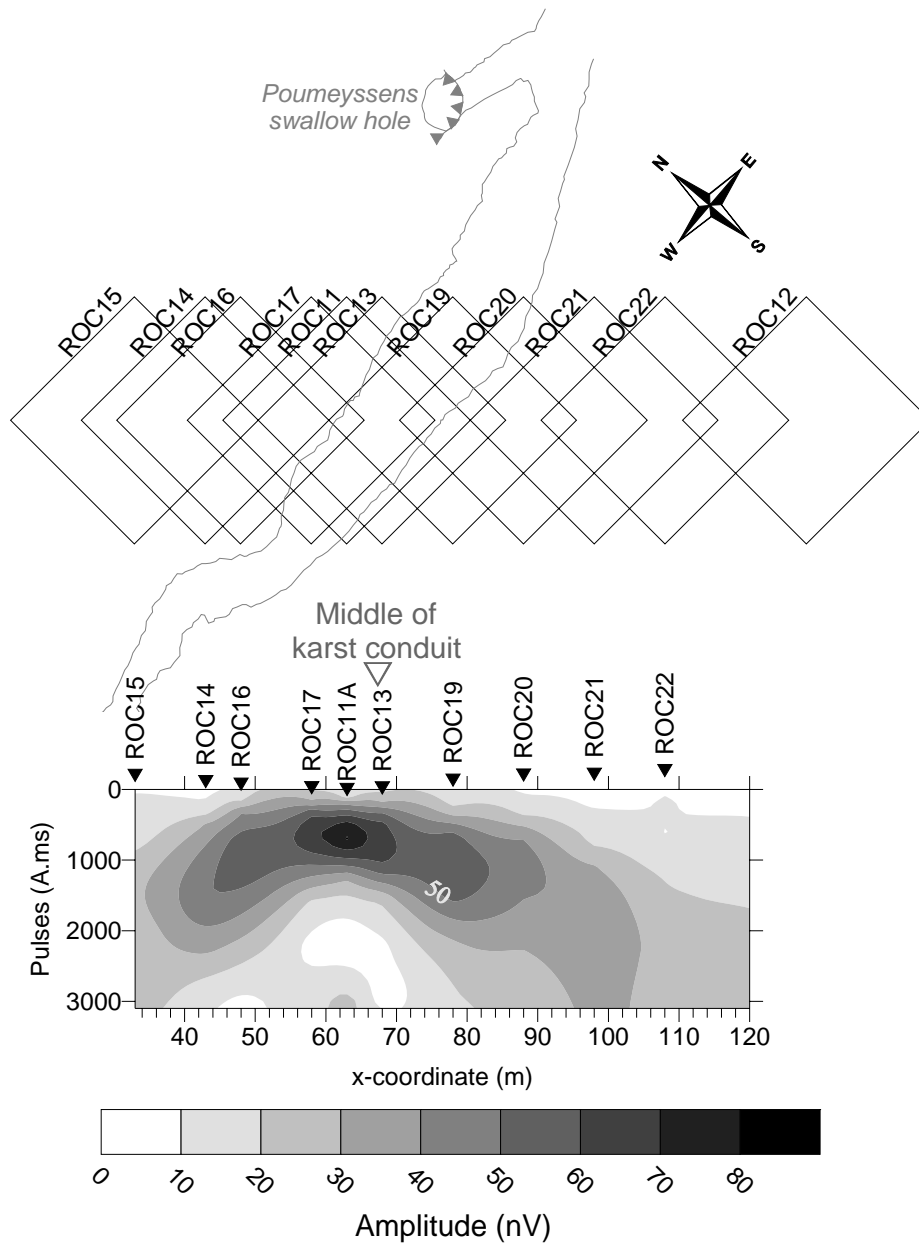 Poumeyssens
swallow hole
N
E
W
S
ROC15
ROC14
ROC16
ROC17
ROC11
ROC13
ROC19
ROC20
ROC21
ROC22
ROC12
Middle of
karst conduit
ROC15
ROC14
ROC16
ROC17
ROC11A
ROC13
ROC19
ROC20
ROC21
ROC22
0
1000
2000
3000
Pulses (A.ms)
50
40 50 60 70 80 90 100 110 120
x-coordinate (m)
0 10 20 30 40 50 60 70 80
Amplitude (nV)